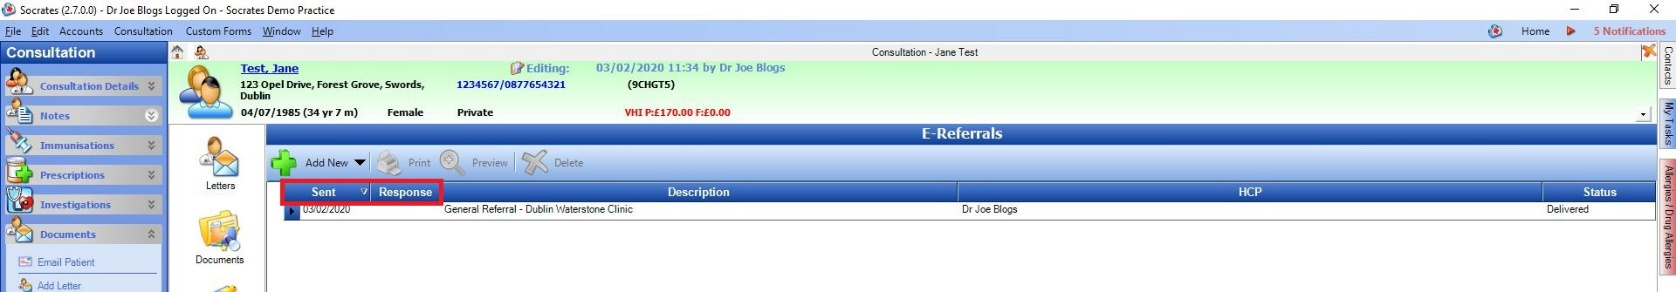 Socrates (2.7.0.0) - Dr Joe Blogs Logged On - Socrates Demo Practice
File Edit Accounts Consultation Custom Forms Window Help
Home 5 Notifications
Consultation
Consultation - Jane Test
Consultation Details
Notes
Immunisations
Prescriptions
Investigations
Documents
Email Patient
Add Letter
Test, Jane
Editing: 03/02/2020 11:34 by Dr Joe Blogs
123 Opel Drive, Forest Grove, Swords,
Dublin
1234567/0877654321
(9CHGT5)
04/07/1985 (34 yr 7 m) Female Private VHI P:£170.00 F:£0.00
Letters
Documents
E-Referrals
Add New Print Preview Delete
Sent Response Description HCP Status
03/02/2020 General Referral - Dublin Waterstone Clinic Dr Joe Blogs Delivered
Contacts
My Tasks
Allergies / Drug Allergies